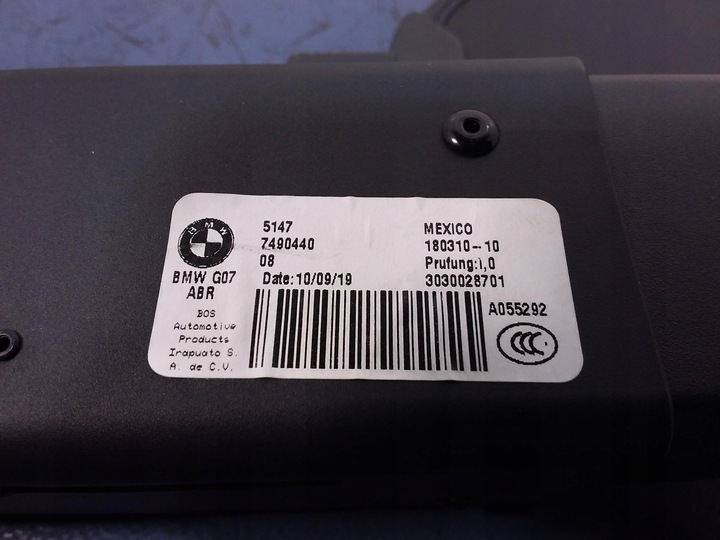 BMW
BMW G07
ABR
BOS
Automotive
Products
Irapuato S.
A. de C.V.
5147
7490440
08
Date:10/09/19
MEXICO
180310-10
Prufung:i,0
3030028701
A055292
CCC